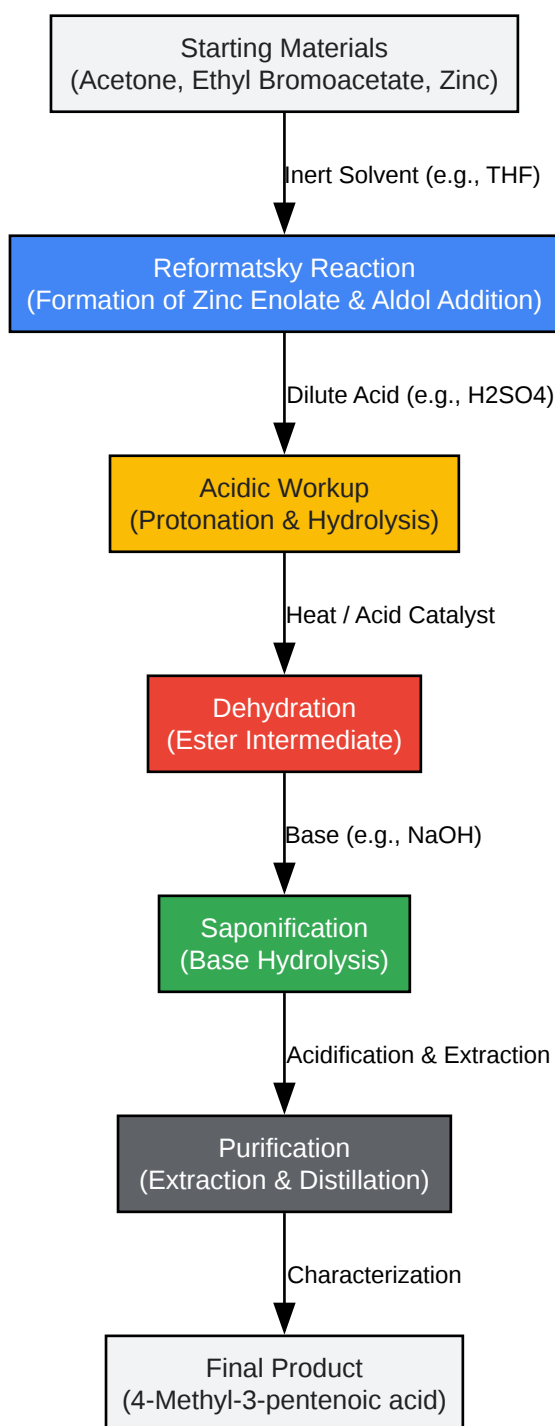 Starting Materials
(Acetone, Ethyl Bromoacetate, Zinc)
Inert Solvent (e.g., THF)
Reformatsky Reaction
(Formation of Zinc Enolate & Aldol Addition)
Dilute Acid (e.g., H2SO4)
Acidic Workup
(Protonation & Hydrolysis)
Heat / Acid Catalyst
Dehydration
(Ester Intermediate)
Base (e.g., NaOH)
Saponification
(Base Hydrolysis)
Acidification & Extraction
Purification
(Extraction & Distillation)
Characterization
Final Product
(4-Methyl-3-pentenoic acid)